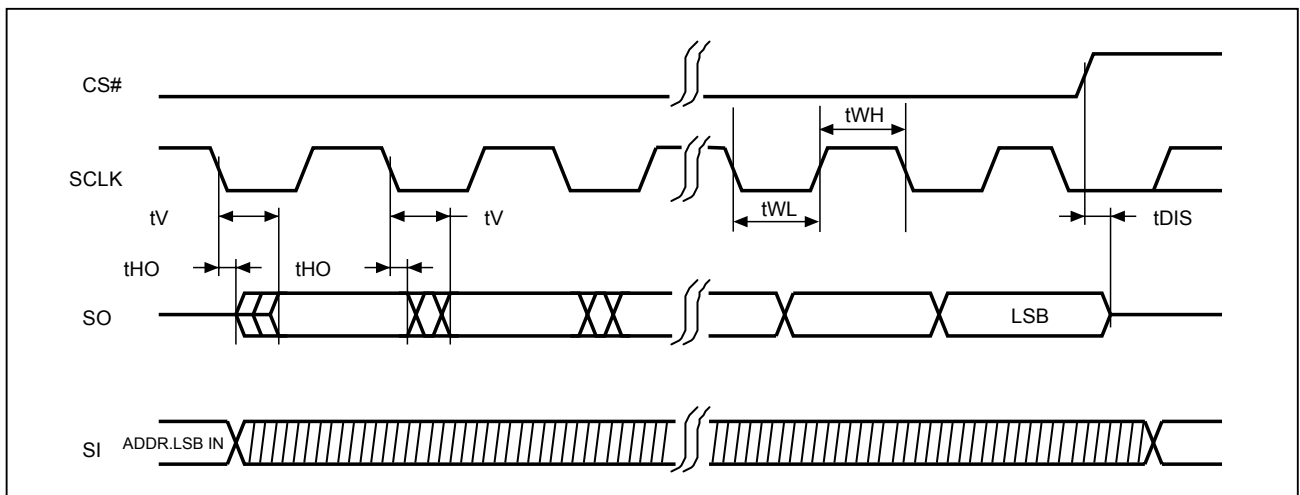 CS#
tWH
SCLK
tV
tV
tWL
tDIS
tHO
tHO
SO
LSB
SI
ADDR.LSB IN